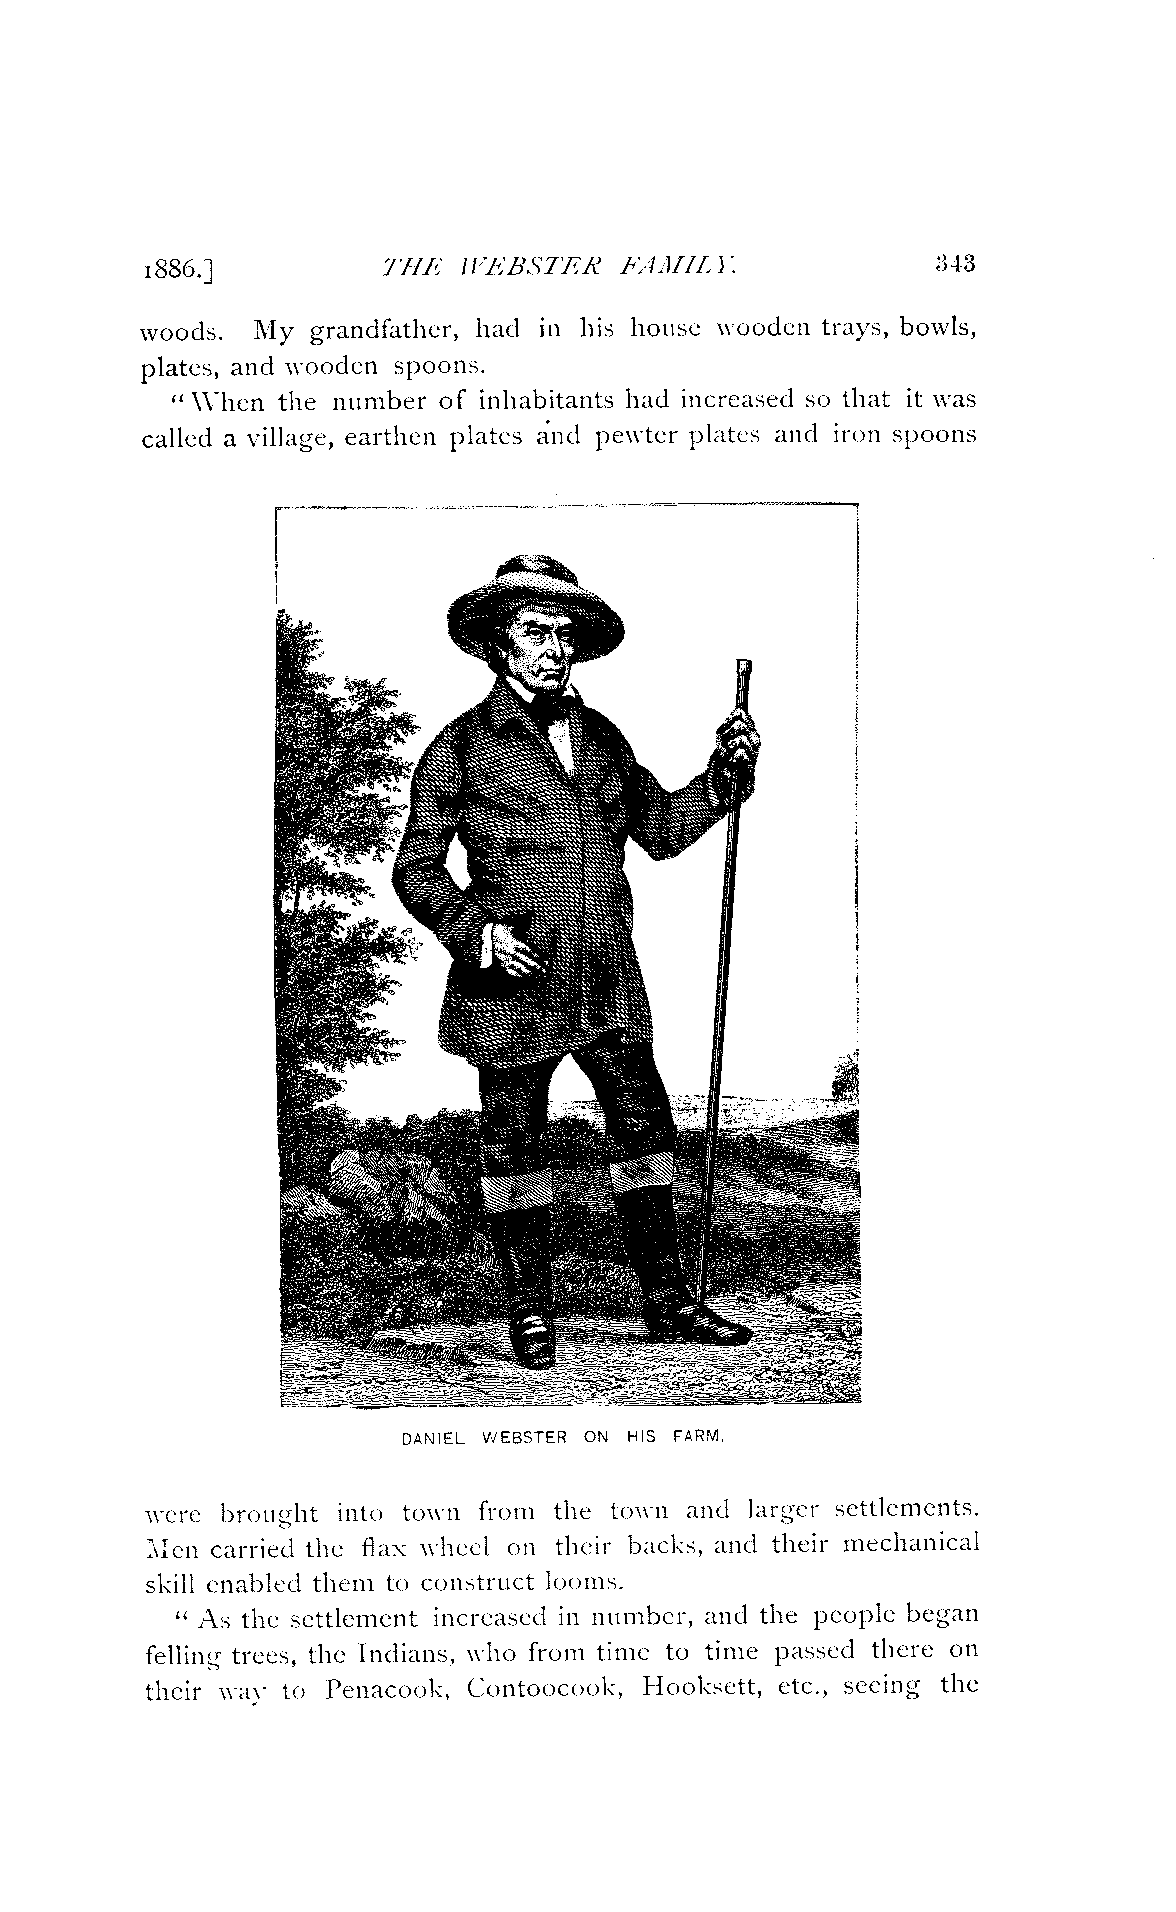 1886.] THE WEBSTER FAMILY. 343
woods. My grandfather, had in his house wooden trays, bowls,
plates, and wooden spoons.
"When the number of inhabitants had increased so that it was
called a village, earthen plates and pewter plates and iron spoons
DANIEL WEBSTER ON HIS FARM.
were brought into town from the town and larger settlements.
Men carried the flax wheel on their backs, and their mechanical
skill enabled them to construct looms.
"As the settlement increased in number, and the people began
felling trees, the Indians, who from time to time passed there on
their way to Penacook, Contoocook, Hooksett, etc., seeing the